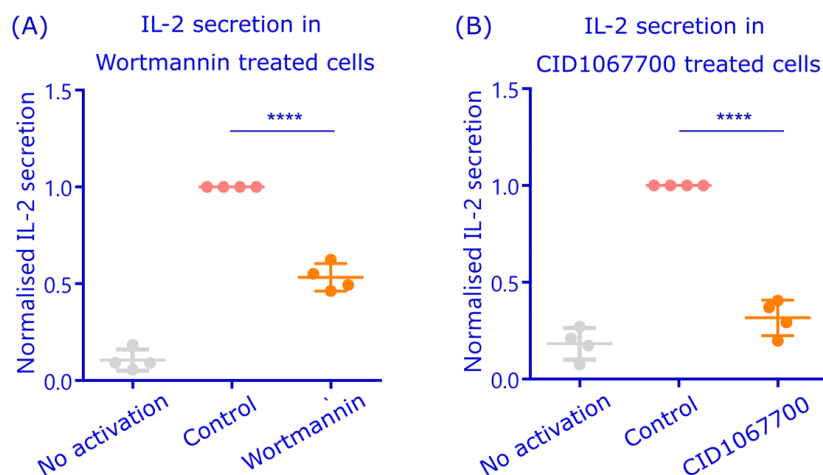 (A)
IL-2 secretion in
Wortmannin treated cells
Normalised IL-2 secretion
1.5
1.0
0.5
0.0
****
No activation
Control
Wortmannin
(B)
IL-2 secretion in
CID1067700 treated cells
Normalised IL-2 secretion
1.5
1.0
0.5
0.0
****
No activation
Control
CID1067700